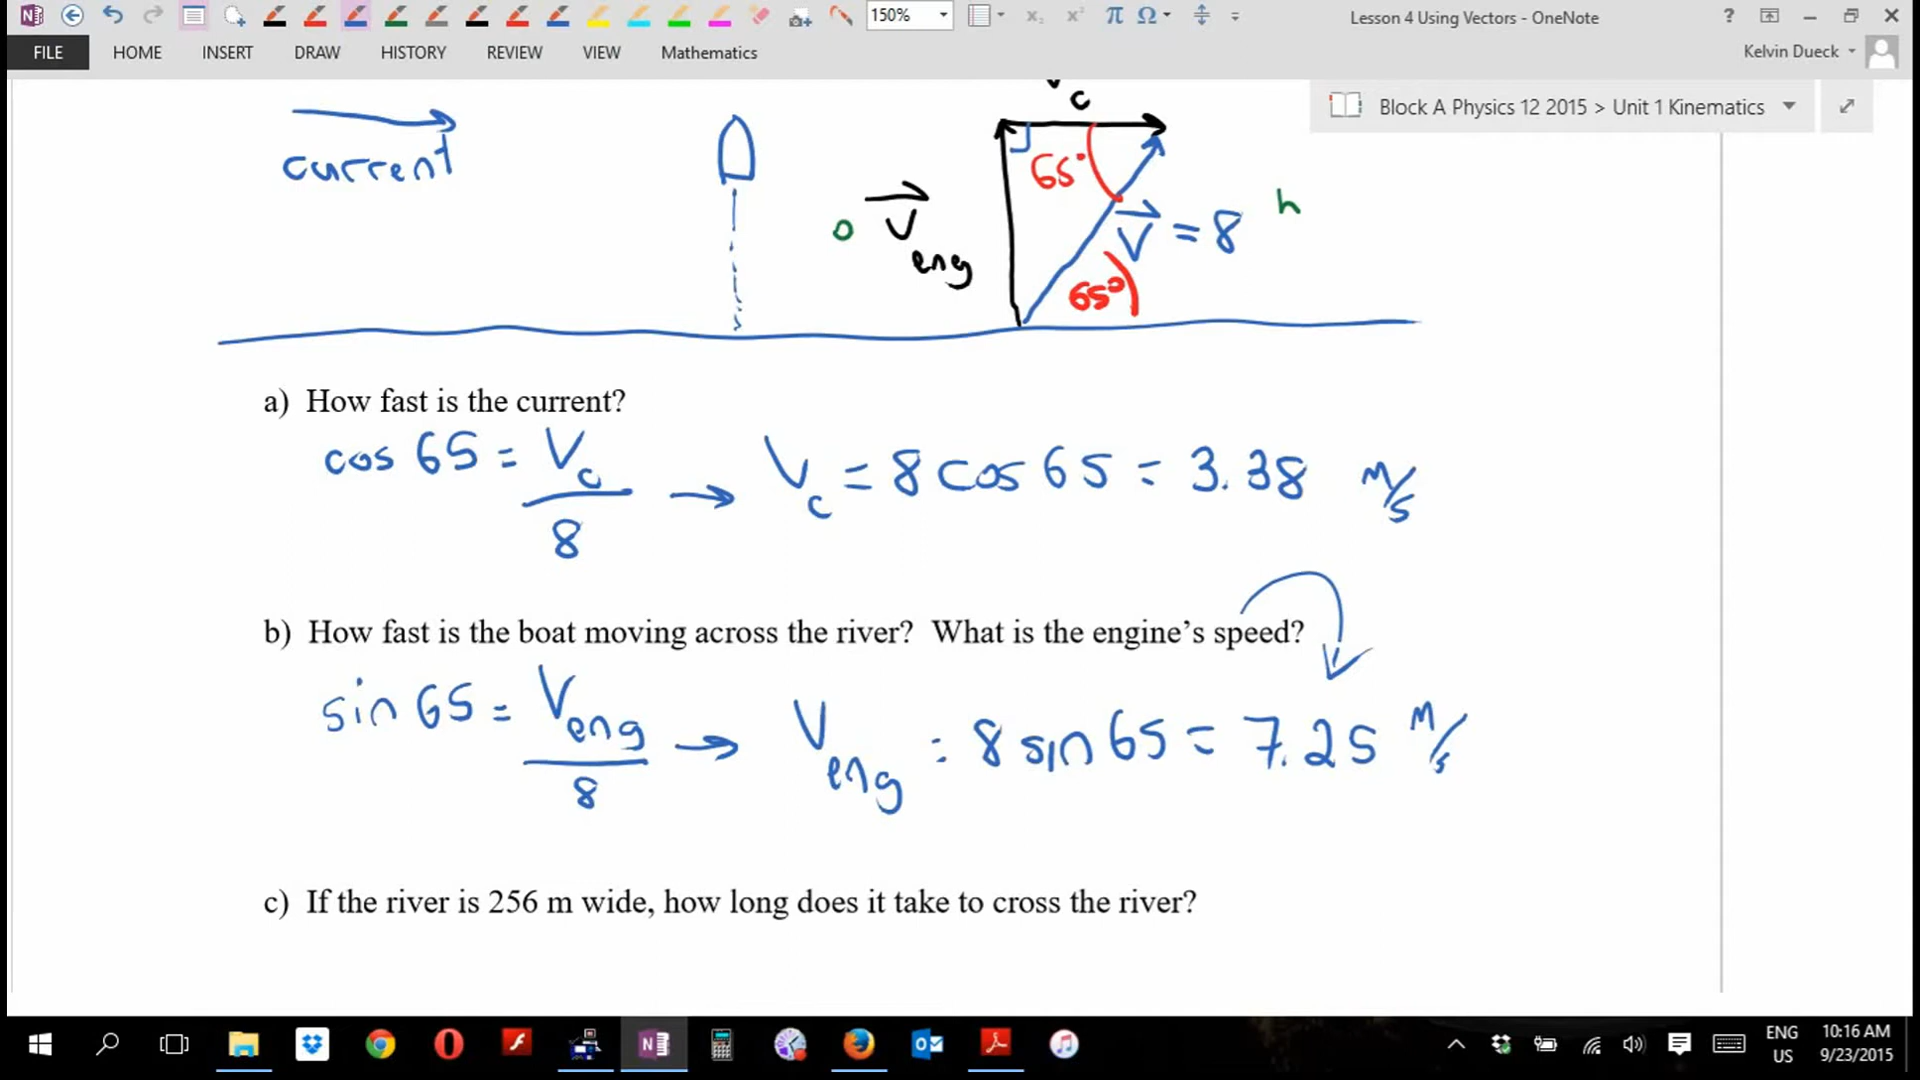 150%
Lesson 4 Using Vectors - OneNote
FILE HOME INSERT DRAW HISTORY REVIEW VIEW Mathematics
Kelvin Dueck
Block A Physics 12 2015 > Unit 1 Kinematics
c
current
65°
o V eng
V = 8 h
65°
a) How fast is the current?
cos 65 = Vc / 8 → Vc = 8 cos 65 = 3.38 m/s
b) How fast is the boat moving across the river? What is the engine's speed?
sin 65 = Veng / 8 → Veng = 8 sin 65 = 7.25 m/s
c) If the river is 256 m wide, how long does it take to cross the river?
ENG 10:16 AM
US 9/23/2015